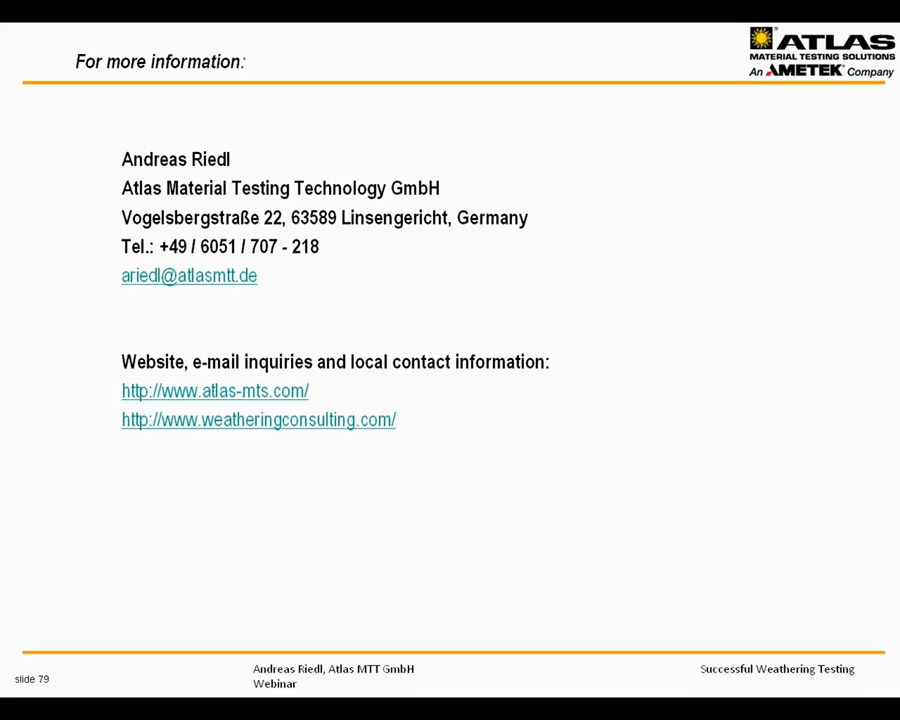 For more information:
ATLAS
MATERIAL TESTING SOLUTIONS
An AMETEK® Company
Andreas Riedl
Atlas Material Testing Technology GmbH
Vogelsbergstraße 22, 63589 Linsengericht, Germany
Tel.: +49 / 6051 / 707 - 218
ariedl@atlasmtt.de
Website, e-mail inquiries and local contact information:
http://www.atlas-mts.com/
http://www.weatheringconsulting.com/
slide 79
Andreas Riedl, Atlas MTT GmbH
Webinar
Successful Weathering Testing